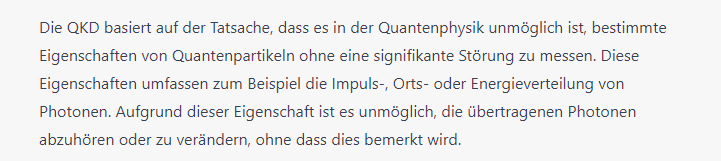 Die QKD basiert auf der Tatsache, dass es in der Quantenphysik unmöglich ist, bestimmte
Eigenschaften von Quantenpartikeln ohne eine signifikante Störung zu messen. Diese
Eigenschaften umfassen zum Beispiel die Impuls-, Orts- oder Energieverteilung von
Photonen. Aufgrund dieser Eigenschaft ist es unmöglich, die übertragenen Photonen
abzuhören oder zu verändern, ohne dass dies bemerkt wird.